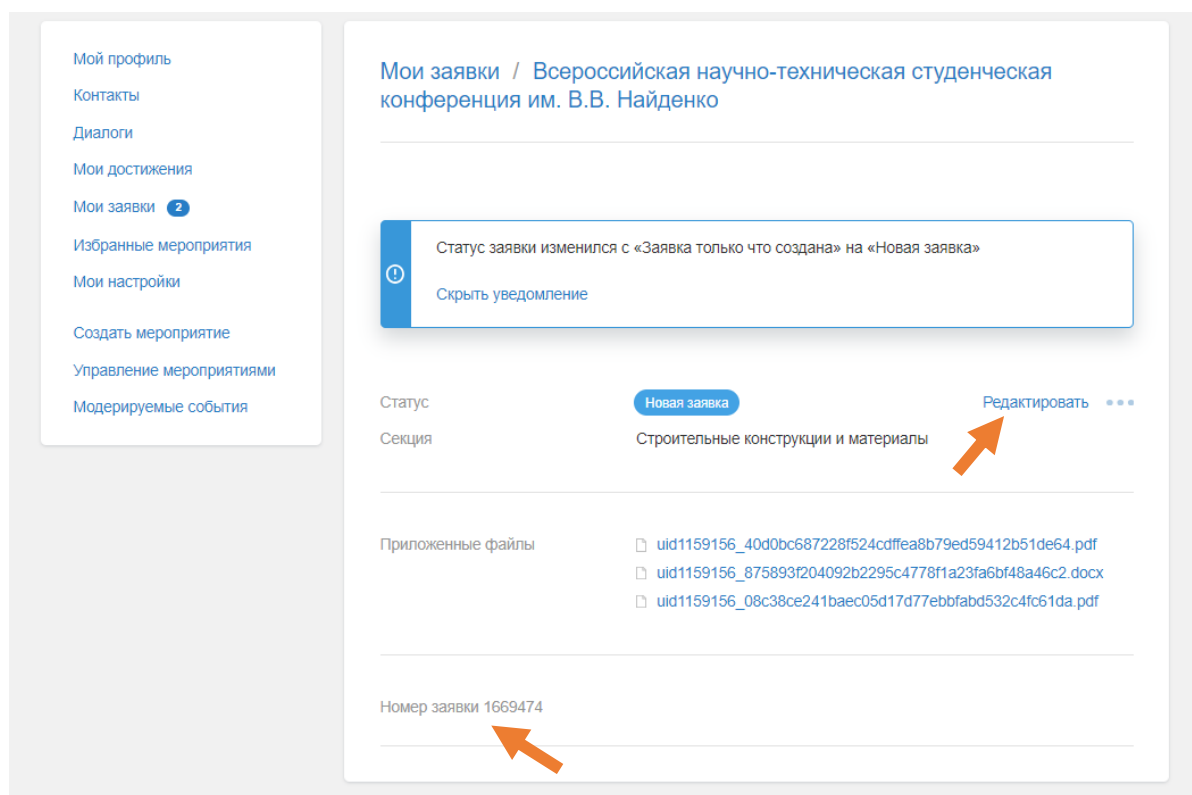 Мой профиль
Контакты
Диалоги
Мои достижения
Мои заявки 2
Избранные мероприятия
Мои настройки
Создать мероприятие
Управление мероприятиями
Модерируемые события
Мои заявки / Всероссийская научно-техническая студенческая
конференция им. В.В. Найденко
Статус заявки изменился с «Заявка только что создана» на «Новая заявка»
Скрыть уведомление
Статус Новая заявка Редактировать
Секция Строительные конструкции и материалы
Приложенные файлы uid1159156_40d0bc687228f524cdffea8b79ed59412b51de64.pdf
uid1159156_875893f204092b2295c4778f1a23fa6bf48a46c2.docx
uid1159156_08c38ce241baec05d17d77ebbfabd532c4fc61da.pdf
Номер заявки 1669474